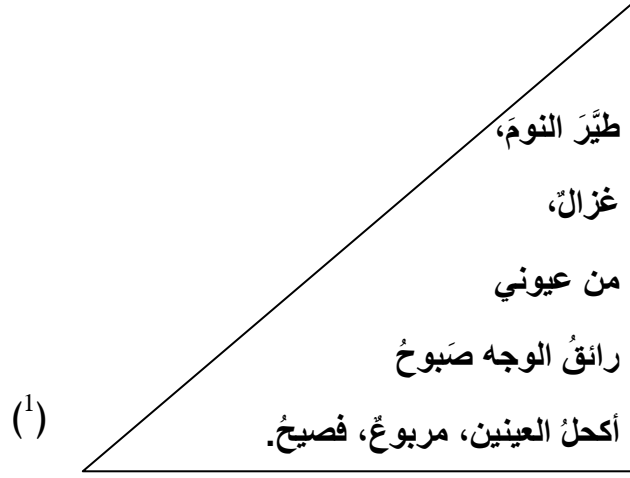 طيَّرَ النومَ،
غزالٌ،
من عيوني
رائقُ الوجه صَبوحُ
أكحلُ العينين، مربوعٌ، فصيحُ.
(1)